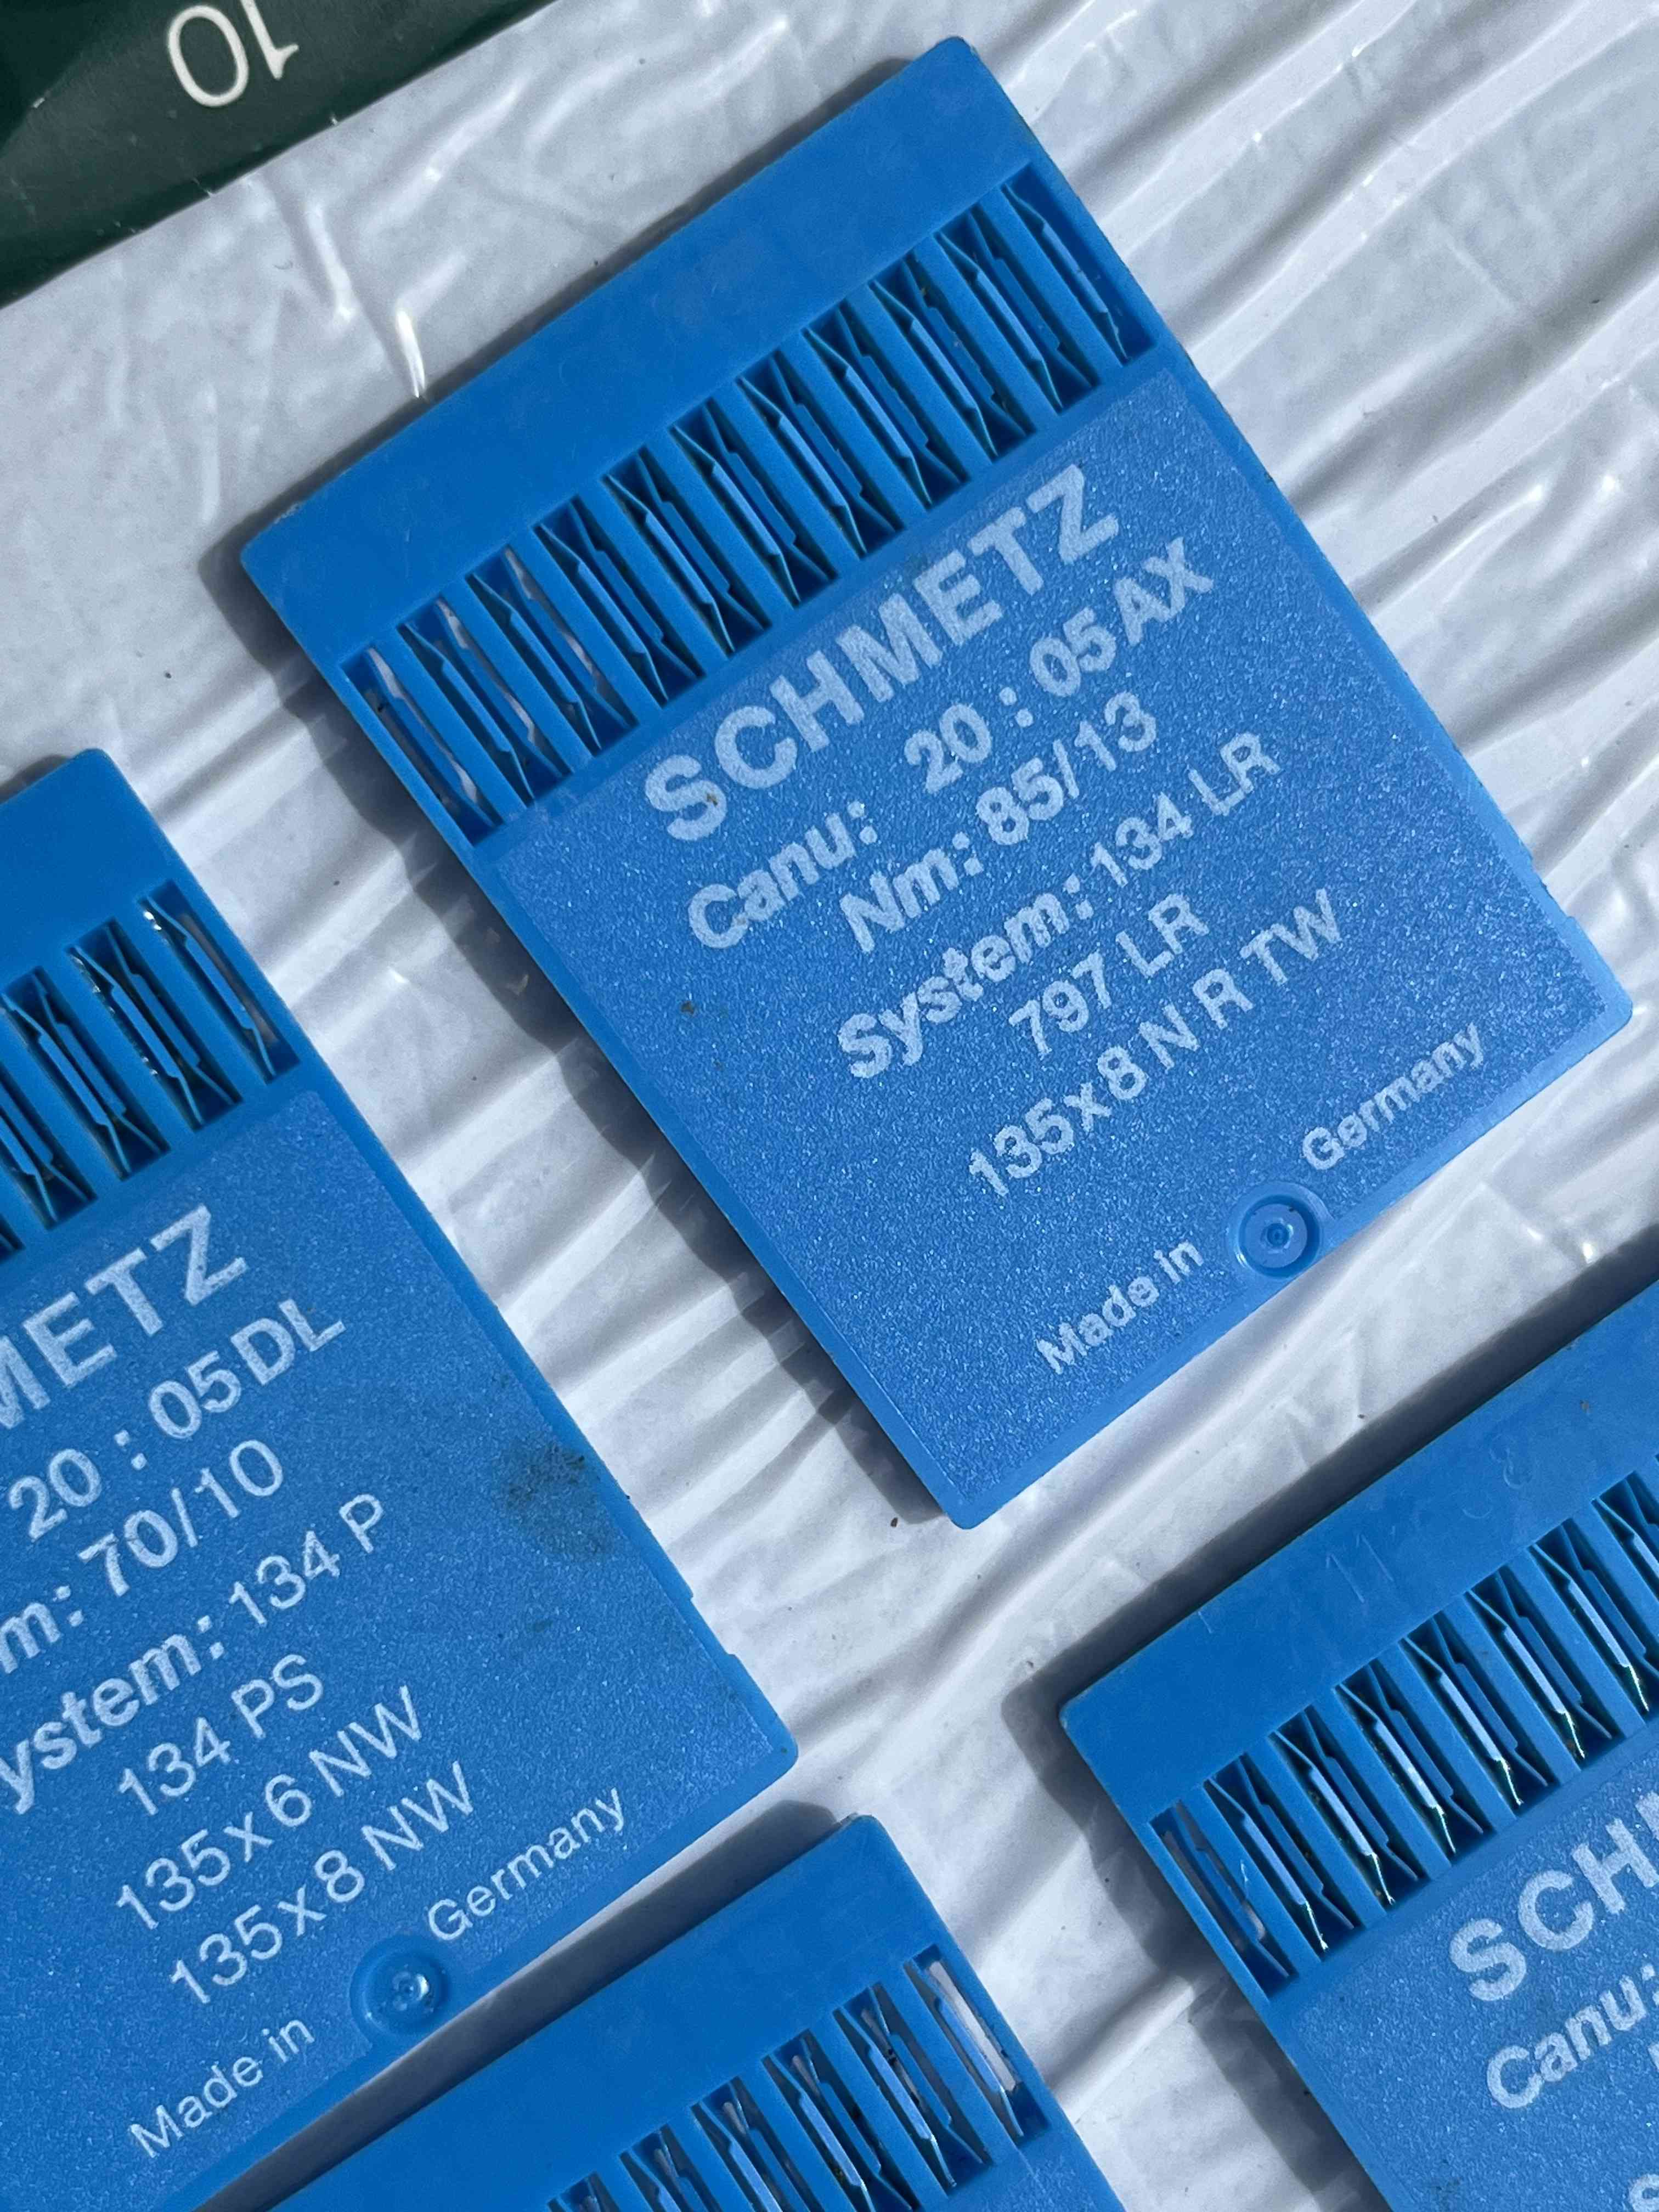 10
SCHMETZ
Canu: 20 : 05 AX
Nm: 85/13
System: 134 LR
797 LR
135x8 N R TW
Made in Germany
METZ
20 : 05 DL
m: 70/10
ystem: 134 P
134 PS
135x6 NW
135x8 NW
Made in Germany
SCH
Canu: